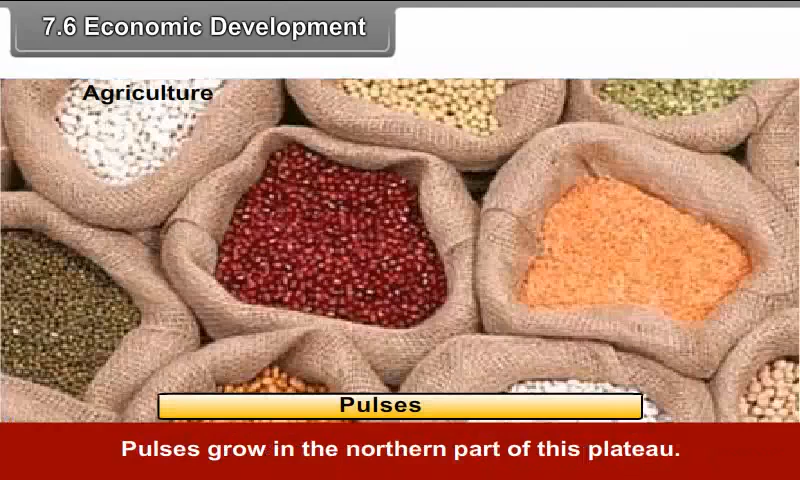 7.6 Economic Development
Agriculture
Pulses
Pulses grow in the northern part of this plateau.